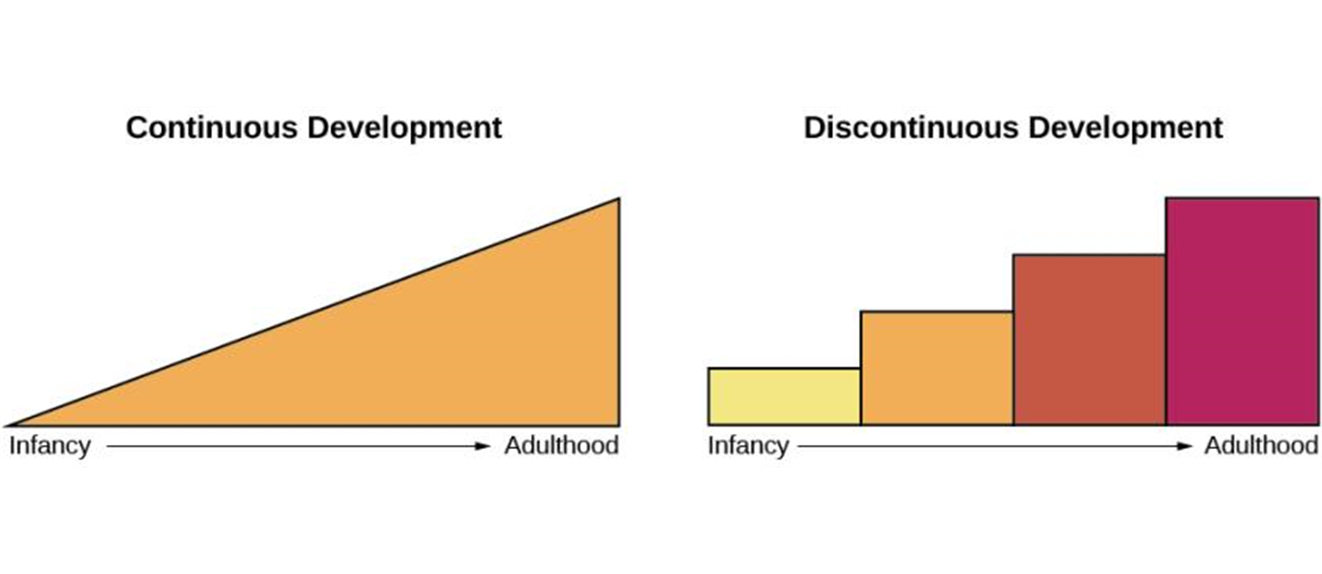 Continuous Development
Infancy
Adulthood
Discontinuous Development
Infancy
Adulthood